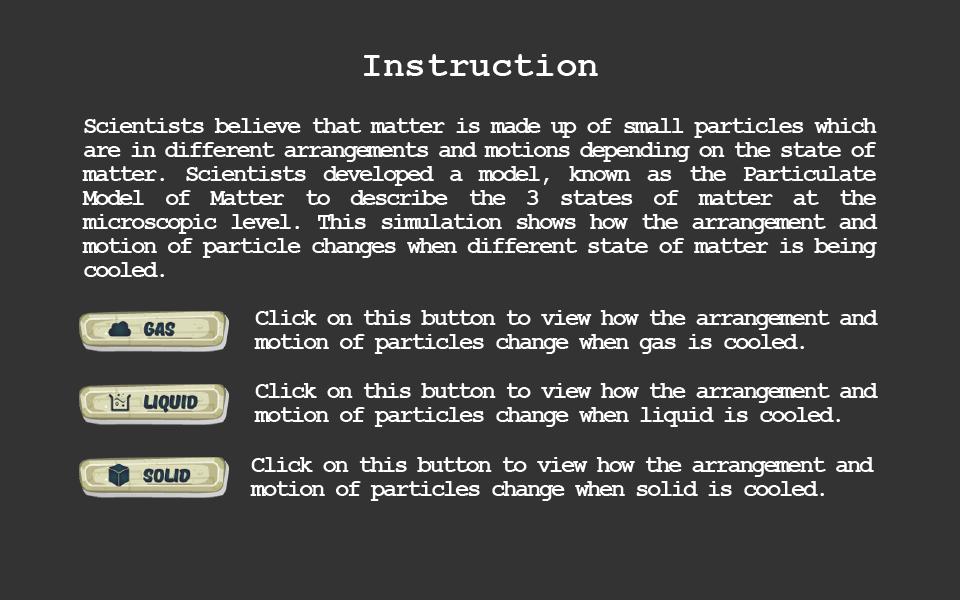 Instruction
Scientists believe that matter is made up of small particles which
are in different arrangements and motions depending on the state of
matter. Scientists developed a model, known as the Particulate
Model of Matter to describe the 3 states of matter at the
microscopic level. This simulation shows how the arrangement and
motion of particle changes when different state of matter is being
cooled.
GAS
Click on this button to view how the arrangement and
motion of particles change when gas is cooled.
LIQUID
Click on this button to view how the arrangement and
motion of particles change when liquid is cooled.
SOLID
Click on this button to view how the arrangement and
motion of particles change when solid is cooled.